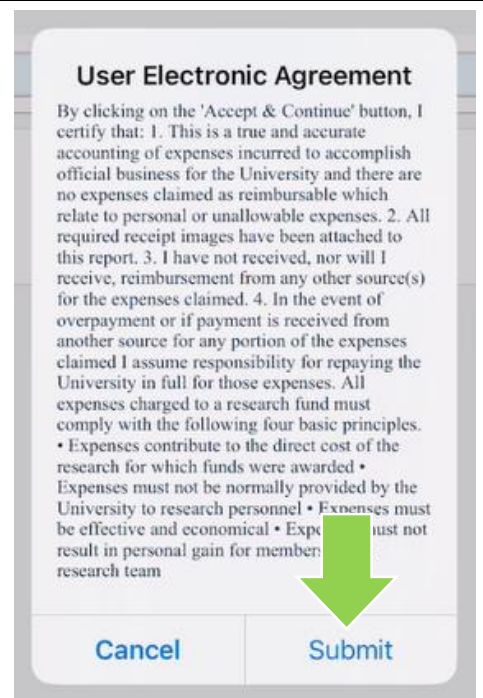 User Electronic Agreement
By clicking on the 'Accept & Continue' button, I
certify that: 1. This is a true and accurate
accounting of expenses incurred to accomplish
official business for the University and there are
no expenses claimed as reimbursable which
relate to personal or unallowable expenses. 2. All
required receipt images have been attached to
this report. 3. I have not received, nor will I
receive, reimbursement from any other source(s)
for the expenses claimed. 4. In the event of
overpayment or if payment is received from
another source for any portion of the expenses
claimed I assume responsibility for repaying the
University in full for those expenses. All
expenses charged to a research fund must
comply with the following four basic principles.
• Expenses contribute to the direct cost of the
research for which funds were awarded •
Expenses must not be normally provided by the
University to research personnel • Expenses must
be effective and economical • must not
result in personal gain for
research team
Cancel
Submit